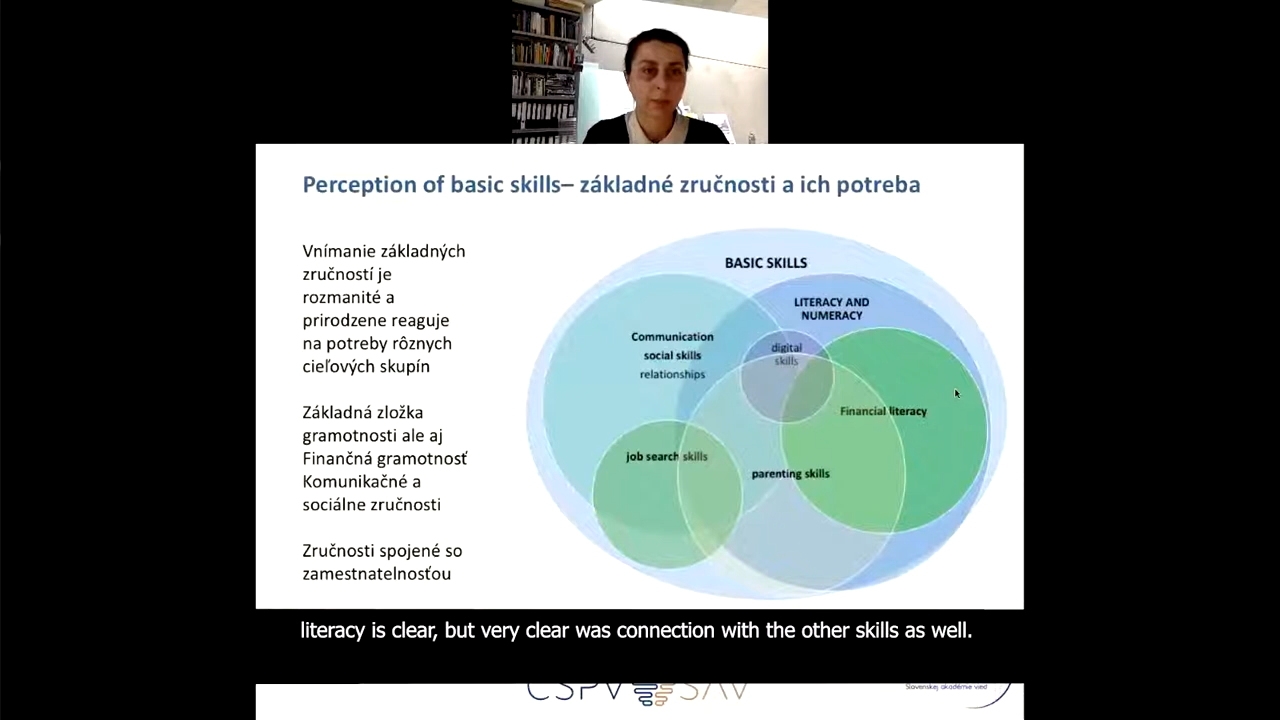 Perception of basic skills– základné zručnosti a ich potreba
Vnímanie základných
zručností je
rozmanité a
prirodzene reaguje
na potreby rôznych
cieľových skupín
Základná zložka
gramotnosti ale aj
Finančná gramotnosť
Komunikačné a
sociálne zručnosti
Zručnosti spojené so
zamestnateľnosťou
BASIC SKILLS
LITERACY AND
NUMERACY
Communication
social skills
relationships
digital
skills
Financial literacy
job search skills
parenting skills
literacy is clear, but very clear was connection with the other skills as well.
CSPV SAV
Slovenskej akadémie vied